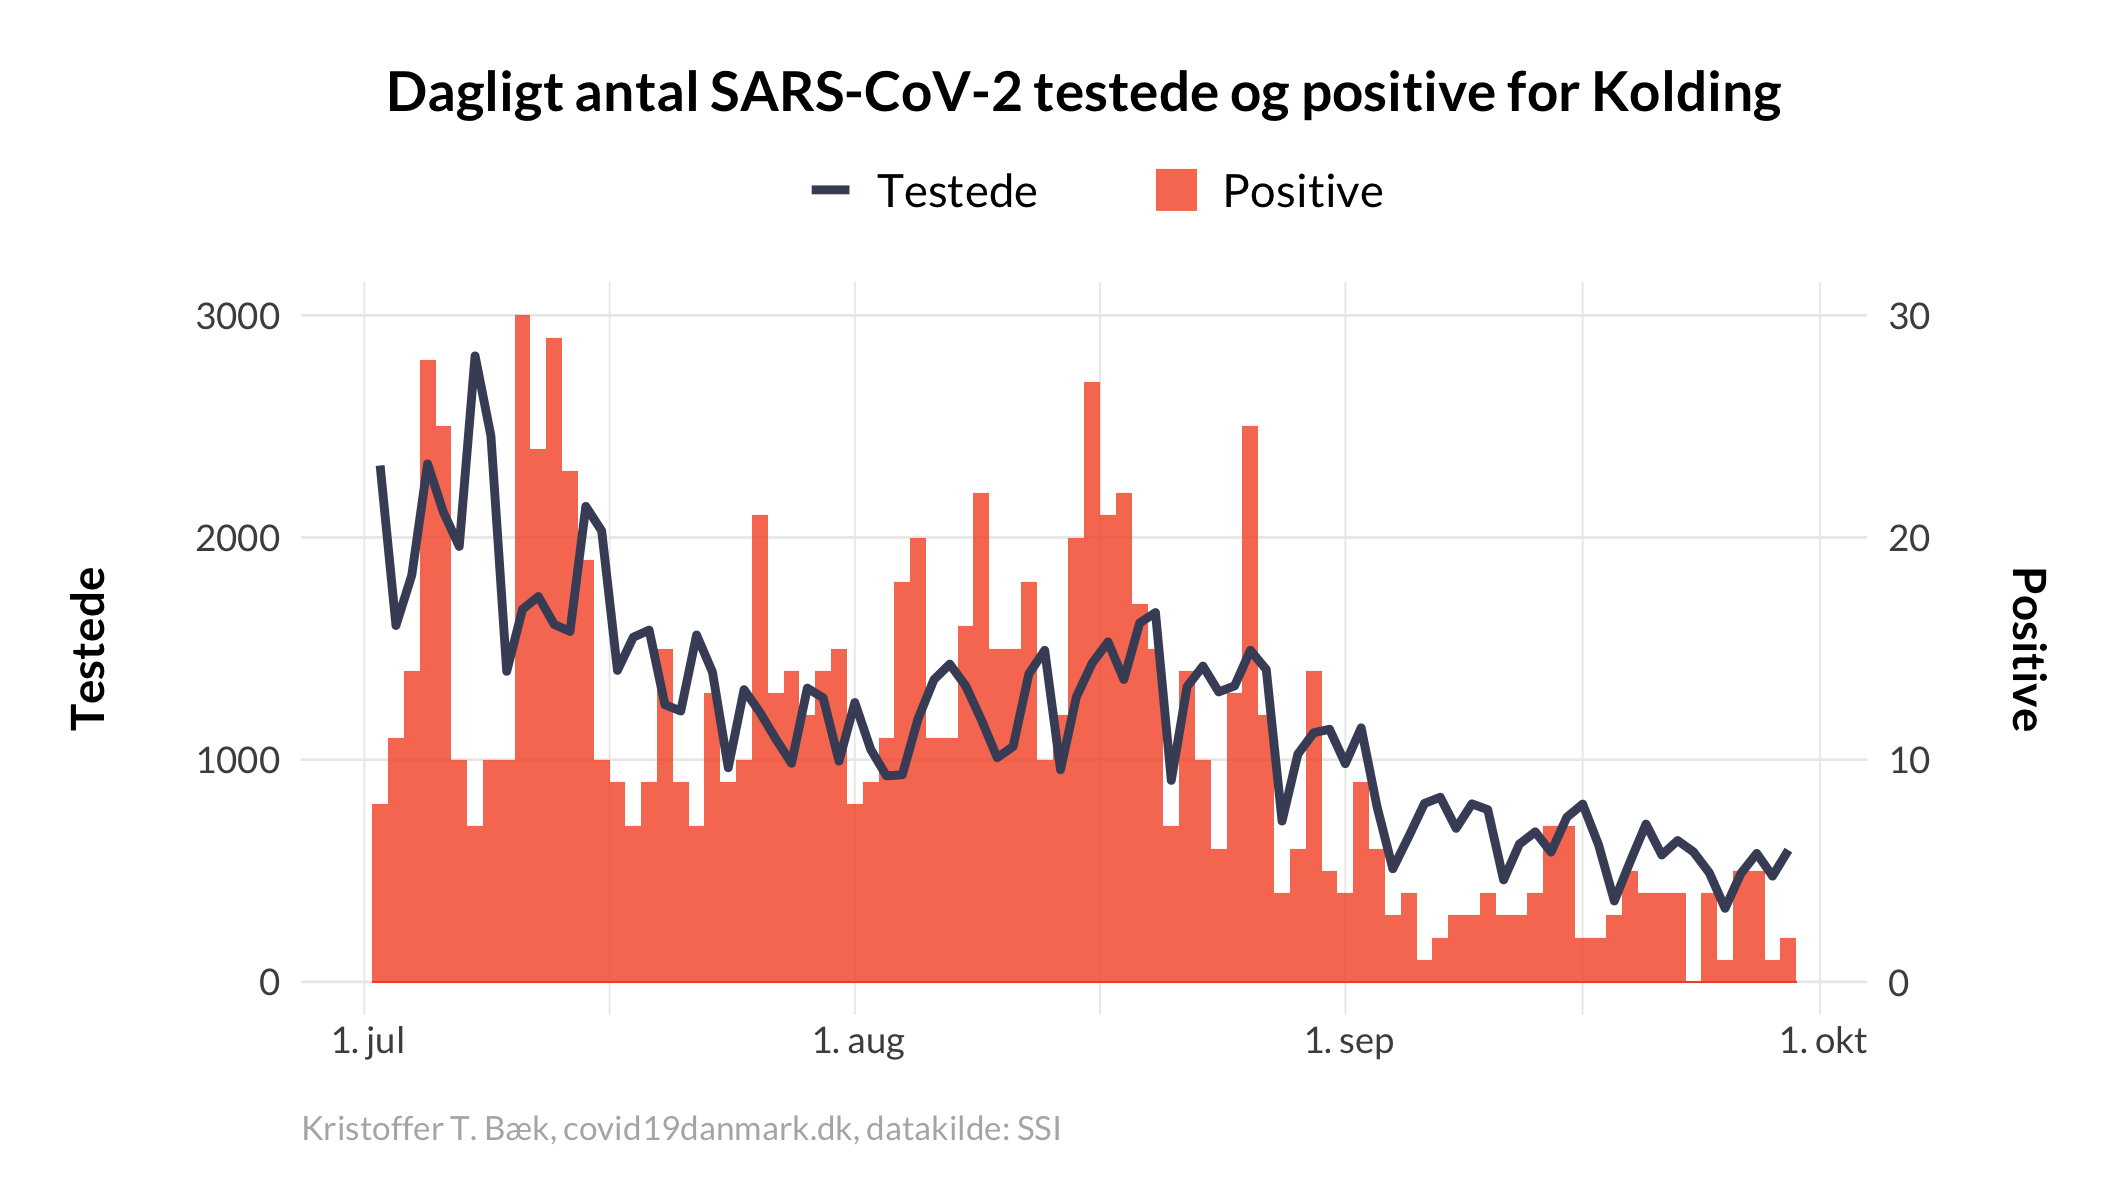 Dagligt antal SARS-CoV-2 testede og positive for Kolding
Testede
Positive
3000
2000
1000
0
Testede
30
20
10
0
Positive
1. jul
1. aug
1. sep
1. okt
Kristoffer T. Bæk, covid19danmark.dk, datakilde: SSI